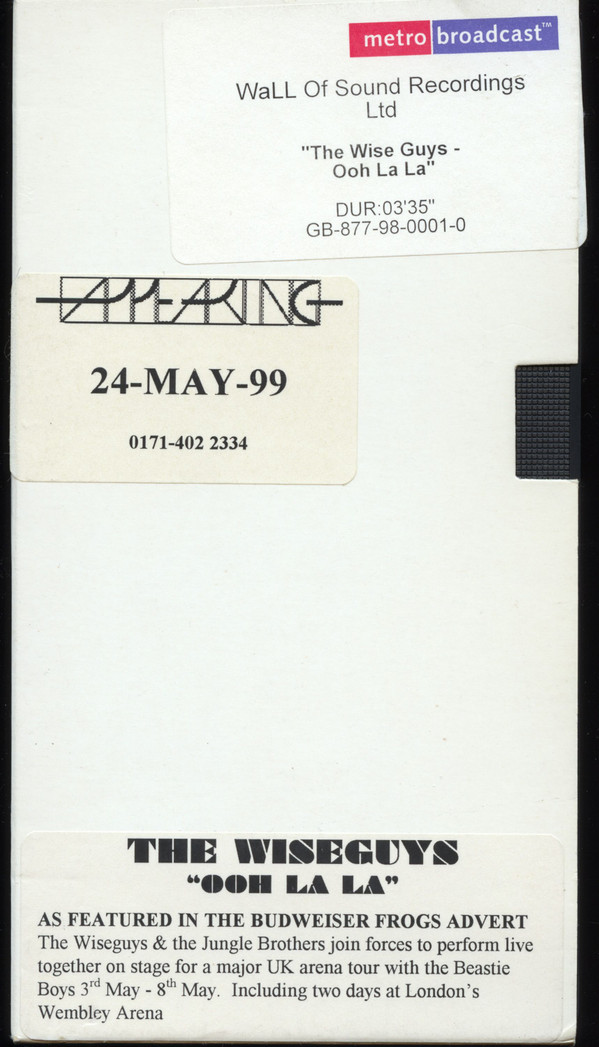 metro broadcast™
WaLL Of Sound Recordings
Ltd
"The Wise Guys -
Ooh La La"
DUR:03'35"
GB-877-98-0001-0
APPEARING
24-MAY-99
0171-402 2334
THE WISEGUYS
“OOH LA LA”
AS FEATURED IN THE BUDWEISER FROGS ADVERT
The Wiseguys & the Jungle Brothers join forces to perform live
together on stage for a major UK arena tour with the Beastie
Boys 3rd May - 8th May. Including two days at London’s
Wembley Arena